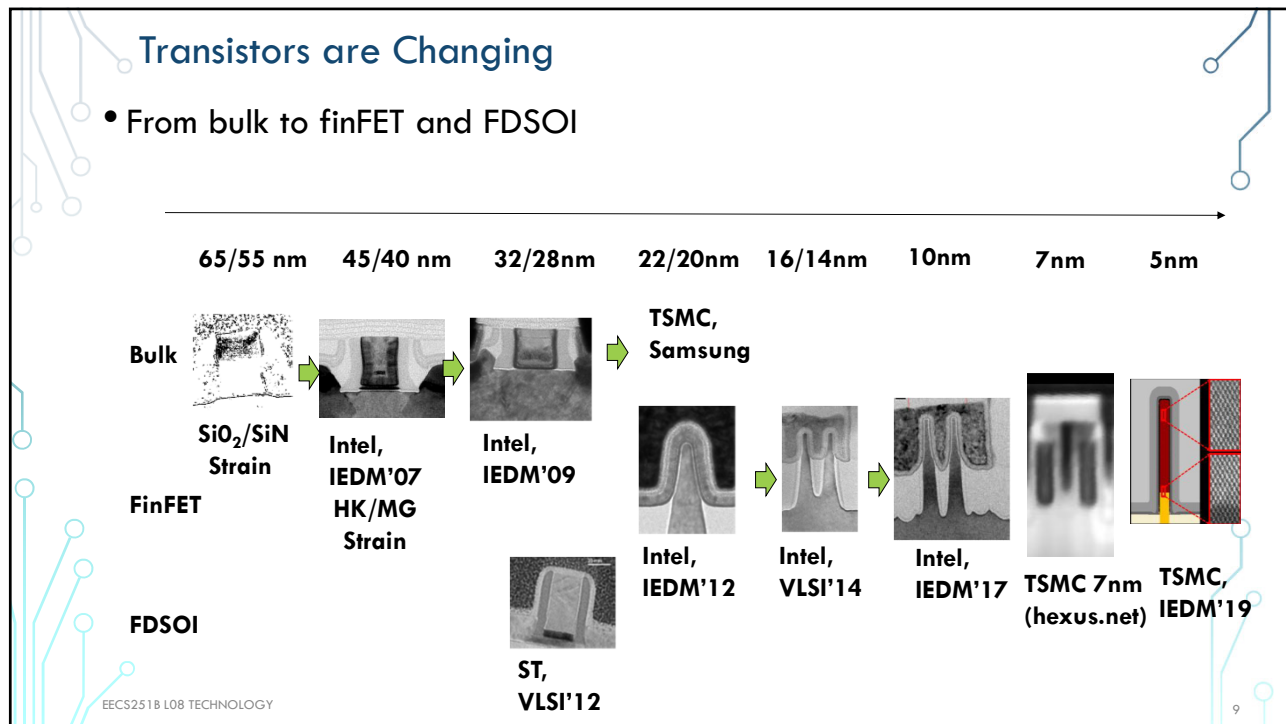 Transistors are Changing
• From bulk to finFET and FDSOI
65/55 nm 45/40 nm 32/28nm 22/20nm 16/14nm 10nm 7nm 5nm
Bulk
TSMC,
Samsung
SiO₂/SiN
Strain
Intel,
IEDM'07
HK/MG
Strain
Intel,
IEDM'09
FinFET
Intel,
IEDM'12
Intel,
VLSI'14
Intel,
IEDM'17
TSMC 7nm
(hexus.net)
TSMC,
IEDM'19
FDSOI
ST,
VLSI'12
EECS251B L08 TECHNOLOGY
9